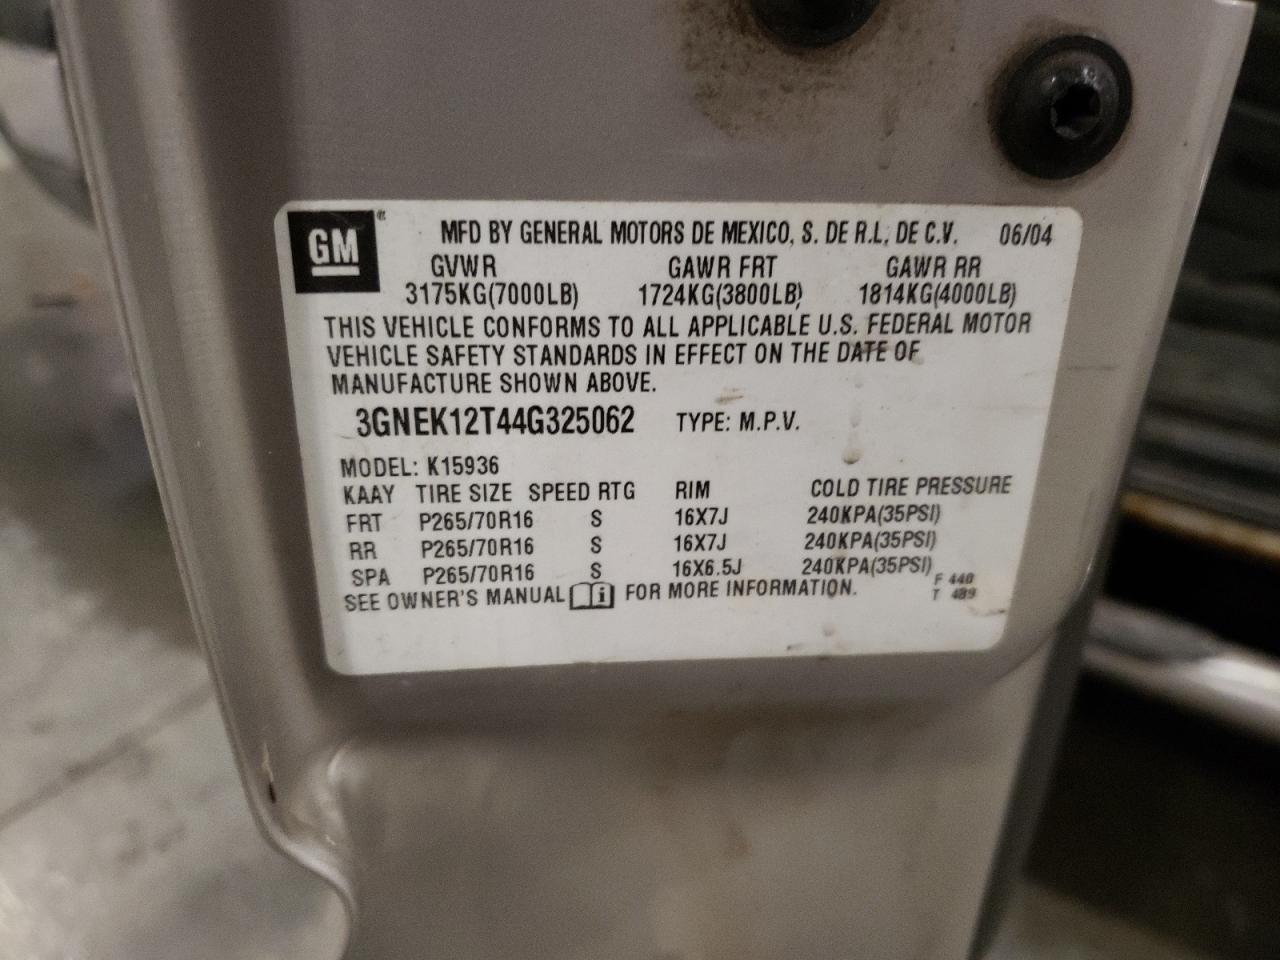 GM ® MFD BY GENERAL MOTORS DE MEXICO, S. DE R.L. DE C.V. 06/04
GVWR GAWR FRT GAWR RR
3175KG(7000LB) 1724KG(3800LB) 1814KG(4000LB)
THIS VEHICLE CONFORMS TO ALL APPLICABLE U.S. FEDERAL MOTOR
VEHICLE SAFETY STANDARDS IN EFFECT ON THE DATE OF
MANUFACTURE SHOWN ABOVE.
3GNEK12T44G325062 TYPE: M.P.V.
MODEL: K15936
KAAY TIRE SIZE SPEED RTG RIM COLD TIRE PRESSURE
FRT P265/70R16 S 16X7J 240KPA(35PSI)
RR P265/70R16 S 16X7J 240KPA(35PSI)
SPA P265/70R16 S 16X6.5J 240KPA(35PSI)
SEE OWNER'S MANUAL i FOR MORE INFORMATION.
F 440
T 489